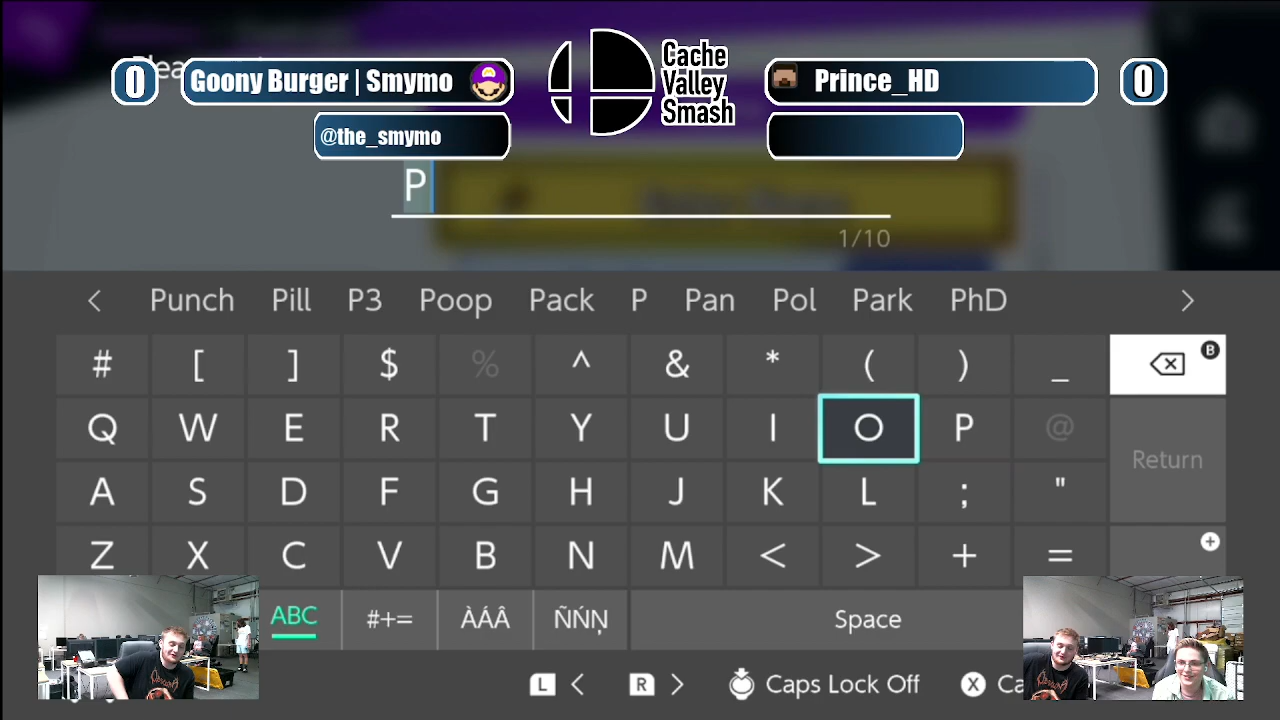 0 Goony Burger | Smymo
@the_smymo
Cache
Valley
Smash
Prince_HD 0
P
1/10
< Punch Pill P3 Poop Pack P Pan Pol Park PhD >
# [ ] $ % ^ & * ( ) _ B
Q W E R T Y U I O P @ Return
A S D F G H J K L ; "
Z X C V B N M < > + = +
ABC #+= ÀÁÂ ÑŃŅ Space
L < R > Caps Lock Off X